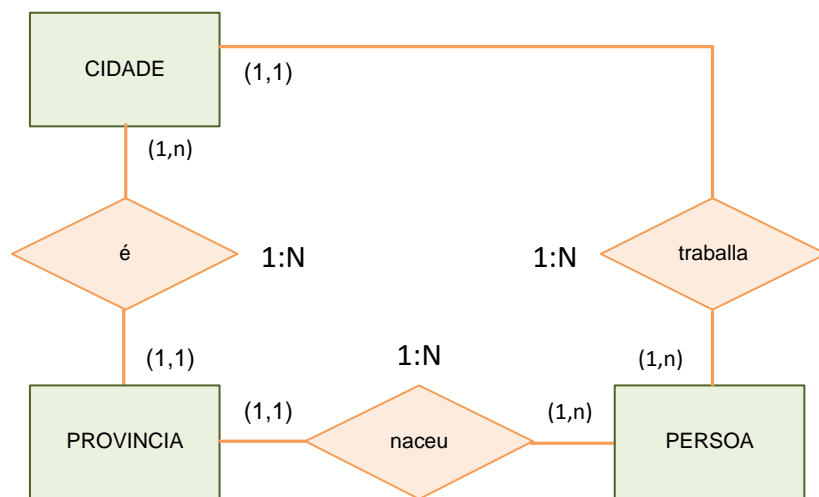 CIDADE
(1,1)
(1,n)
é
1:N
1:N
traballa
(1,1)
1:N
(1,n)
PROVINCIA
(1,1)
naceu
(1,n)
PERSOA